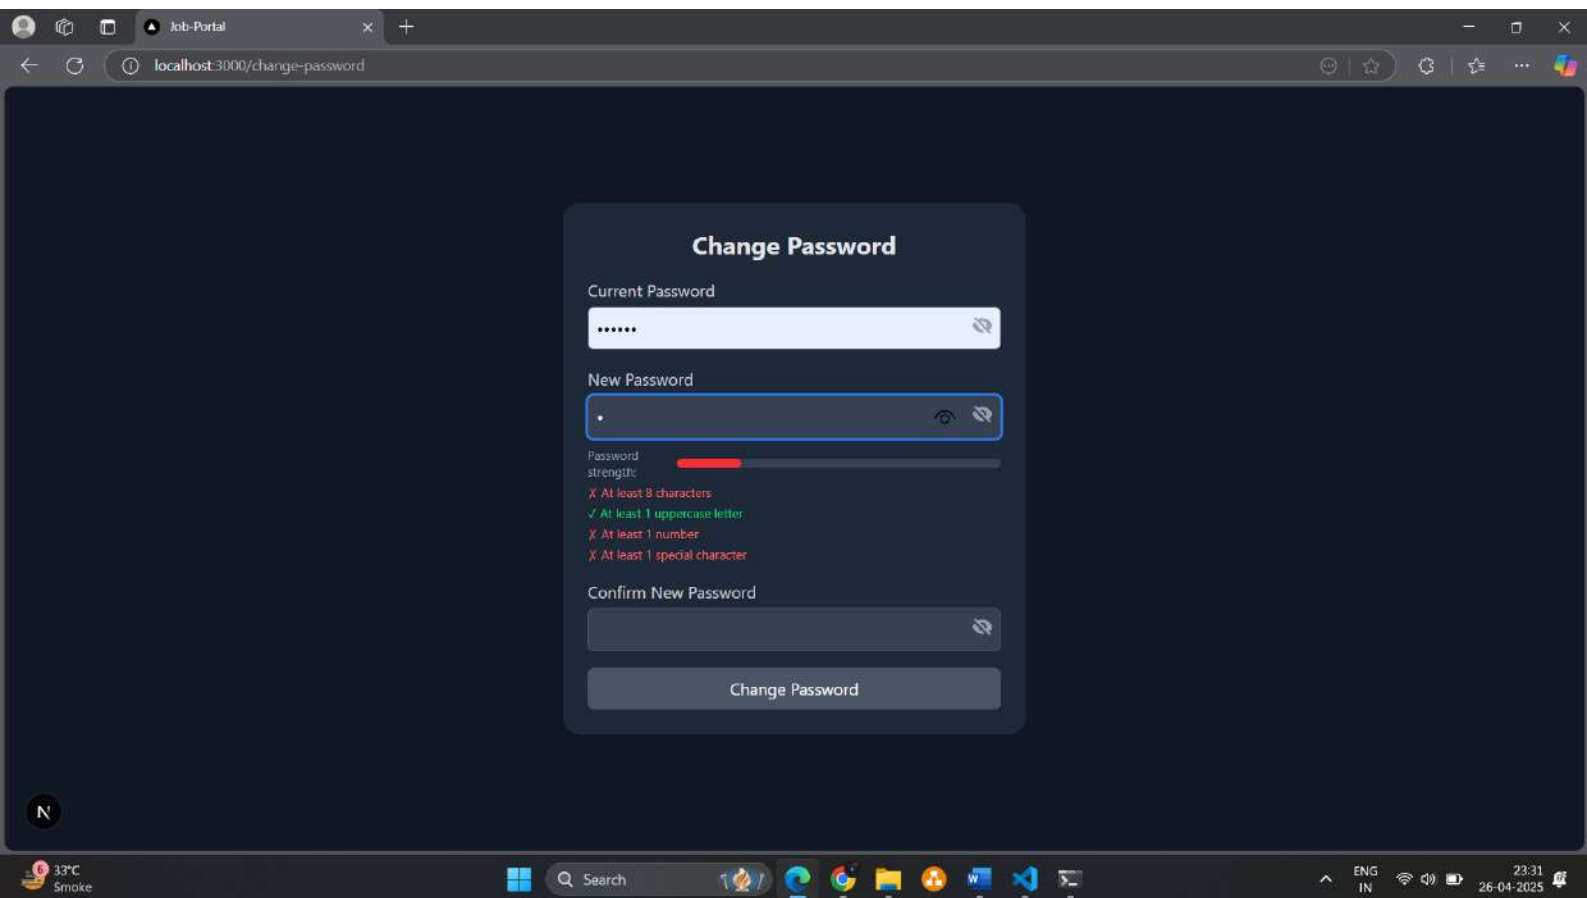 Job-Portal
localhost:3000/change-password
Change Password
Current Password
••••••
New Password
•
Password
strength:
✗ At least 8 characters
✓ At least 1 uppercase letter
✗ At least 1 number
✗ At least 1 special character
Confirm New Password
Change Password
N
6
33°C
Smoke
Search
ENG
IN
23:31
26-04-2025